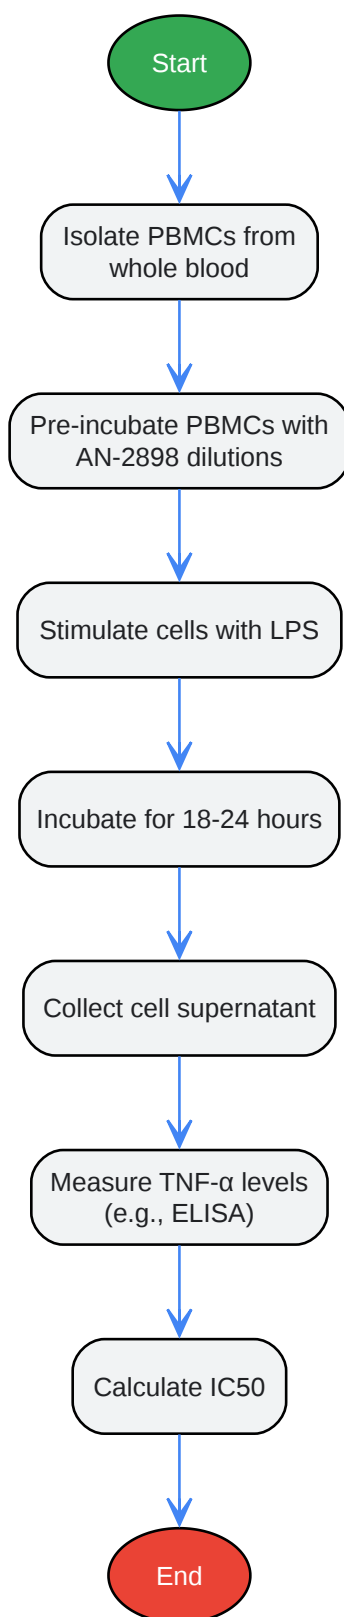 Start
Isolate PBMCs from
whole blood
Pre-incubate PBMCs with
AN-2898 dilutions
Stimulate cells with LPS
Incubate for 18-24 hours
Collect cell supernatant
Measure TNF-α levels
(e.g., ELISA)
Calculate IC50
End